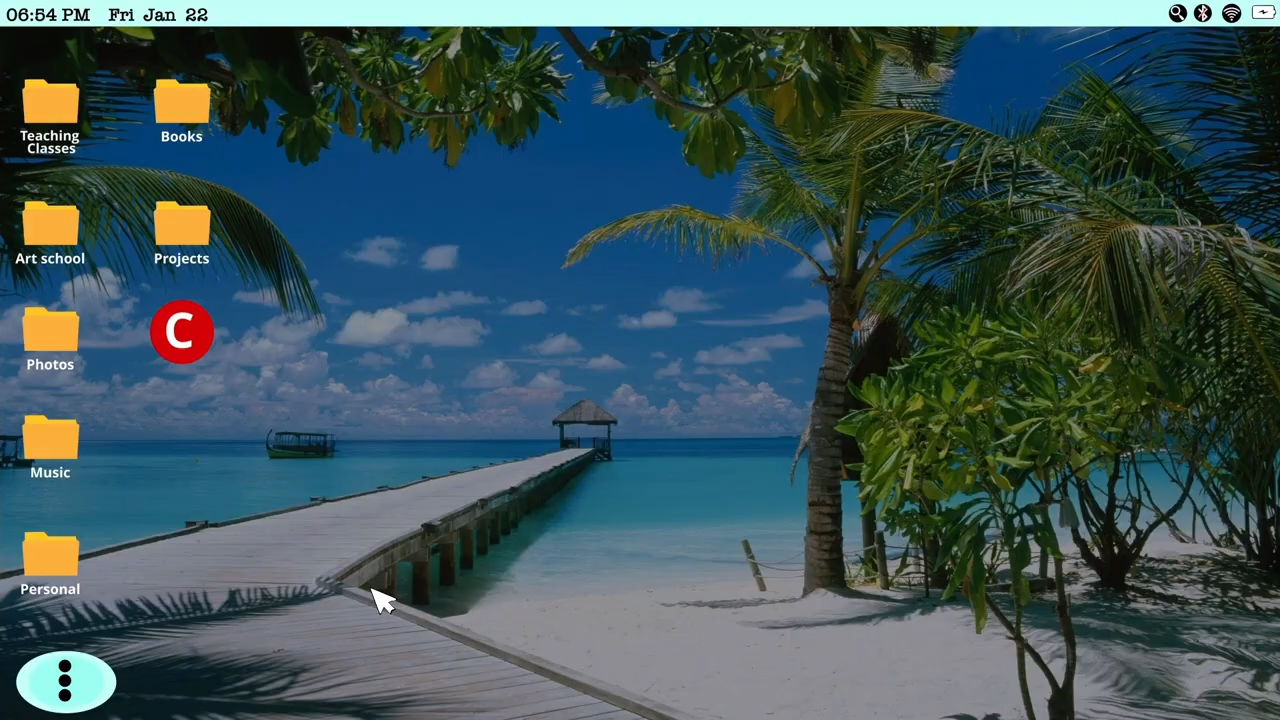 06:54 PM Fri Jan 22
Teaching
Classes
Books
Art school
Projects
Photos
C
Music
Personal